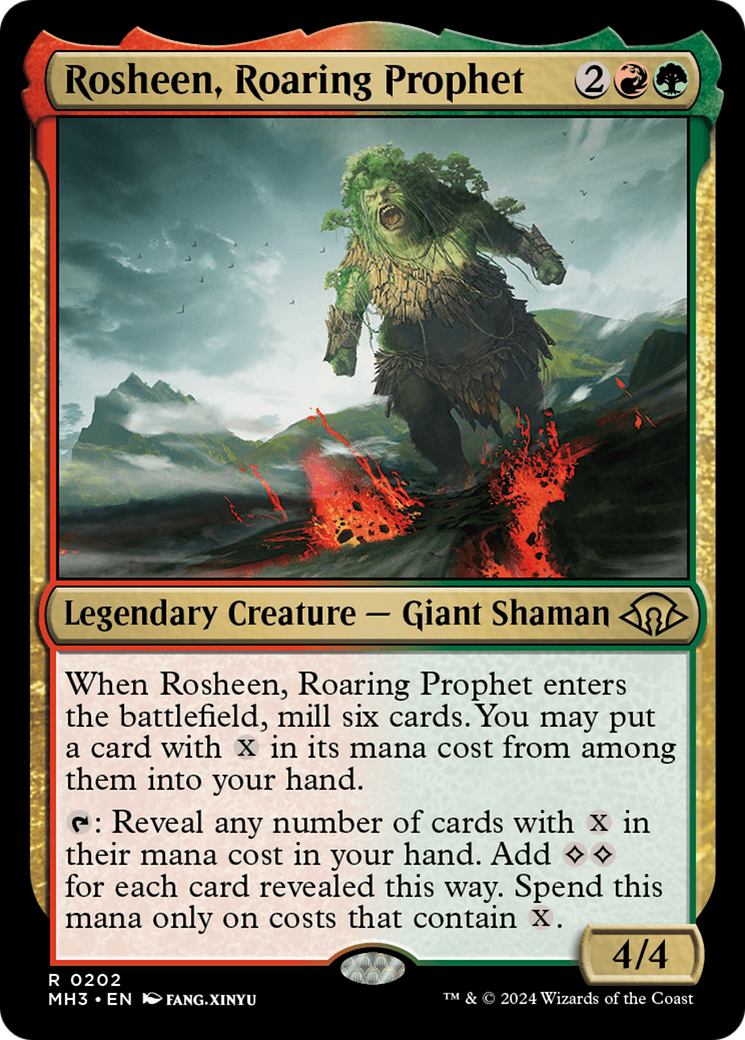 Rosheen, Roaring Prophet 2
Legendary Creature — Giant Shaman
When Rosheen, Roaring Prophet enters
the battlefield, mill six cards. You may put
a card with X in its mana cost from among
them into your hand.
: Reveal any number of cards with X in
their mana cost in your hand. Add
for each card revealed this way. Spend this
mana only on costs that contain X.
4/4
R 0202
MH3 • EN FANG.XINYU
™ & © 2024 Wizards of the Coast